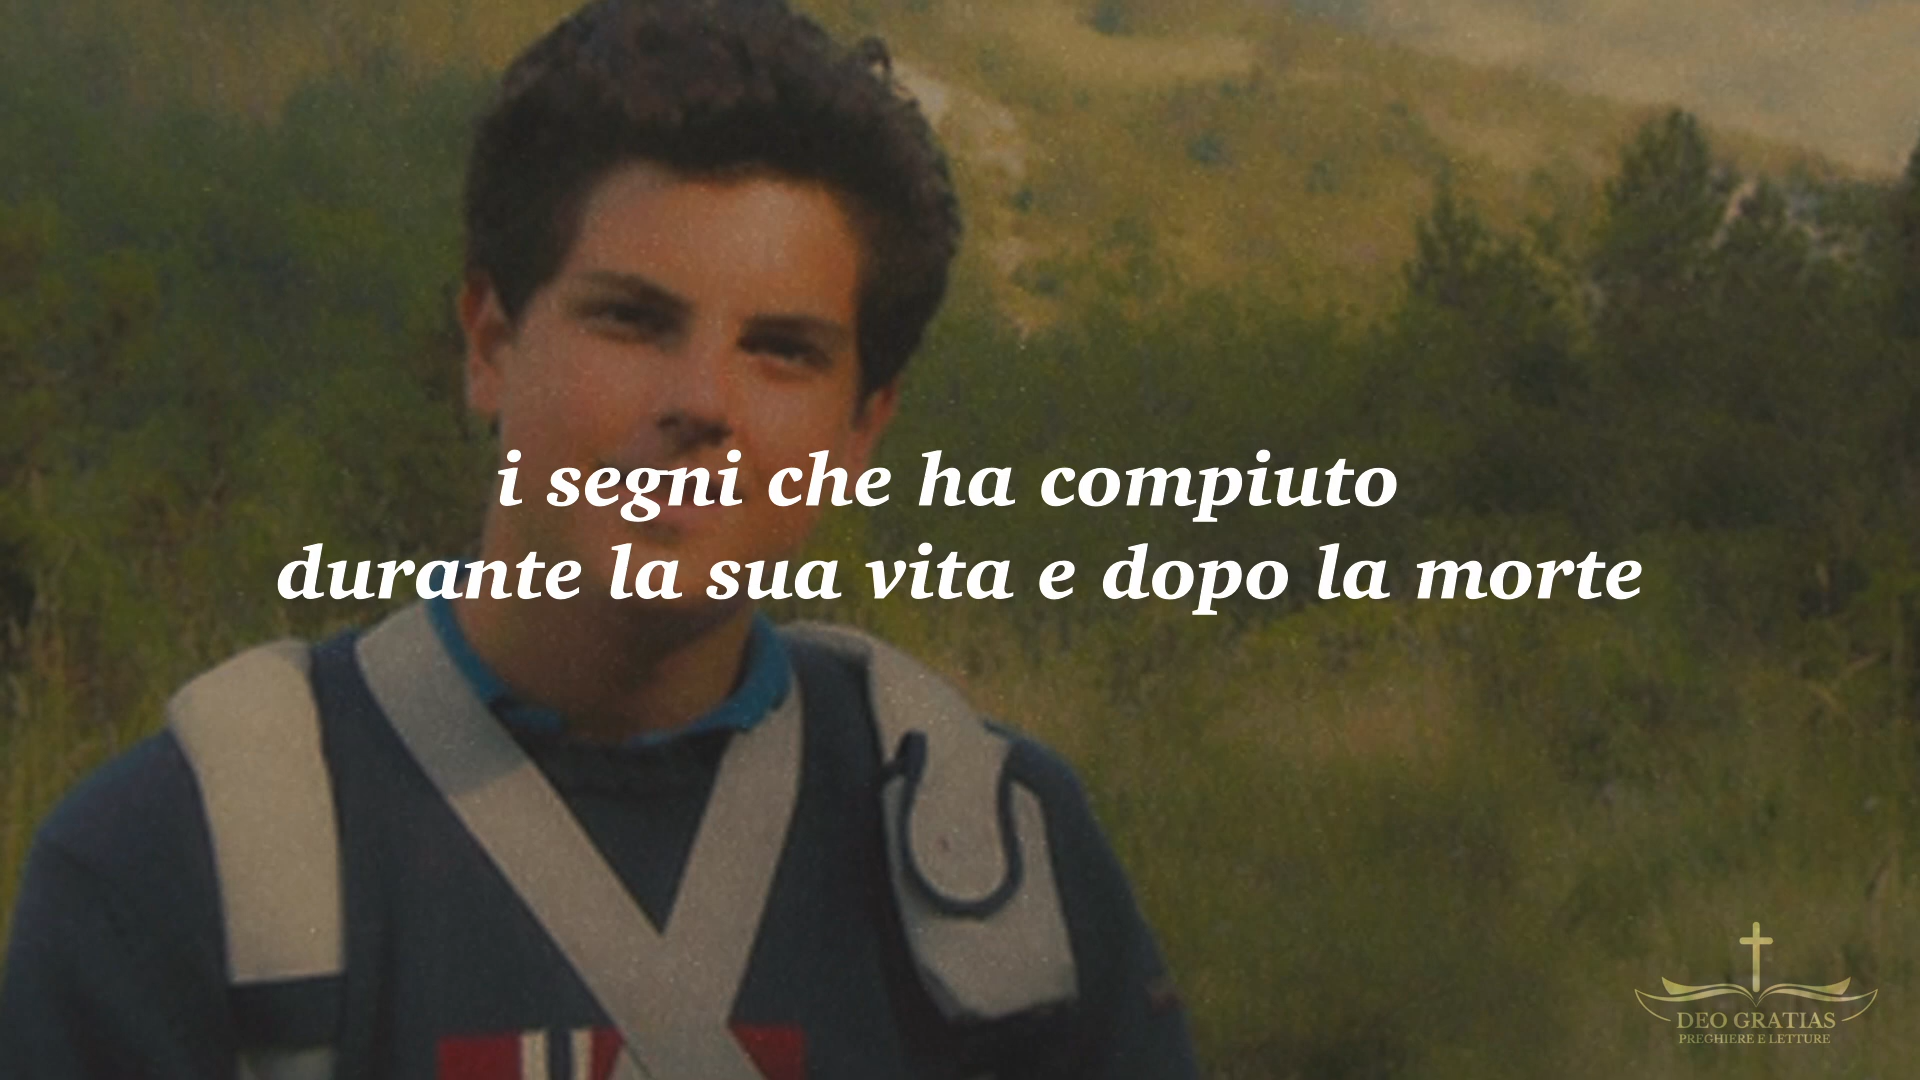 i segni che ha compiuto
durante la sua vita e dopo la morte
DEO GRATIAS
PREGHIERE E LETTURE